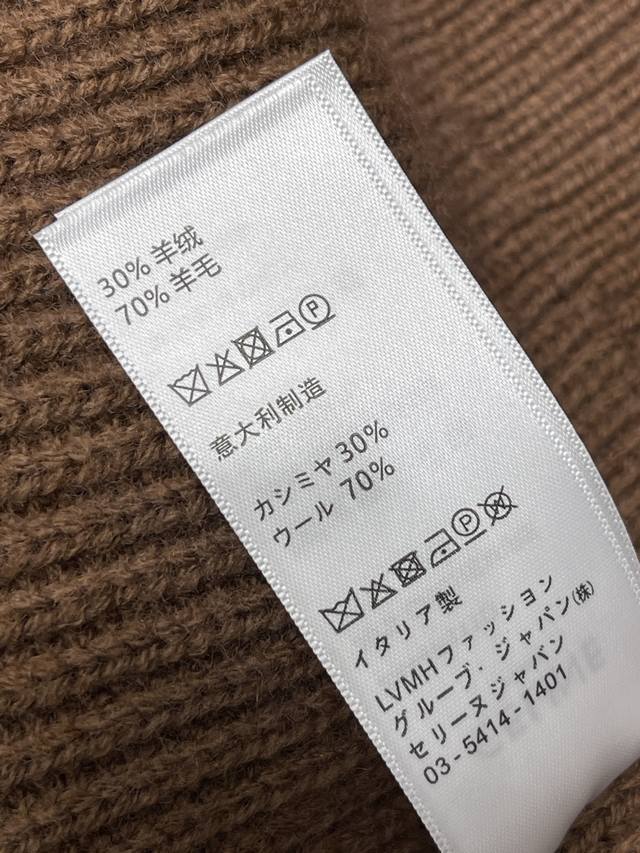 30% 羊绒
70% 羊毛
P
意大利制造
カシミヤ 30%
ウール 70%
P
イタリア製
LVMHファッション
グループ・ジャパン(株)
セリーヌジャパン
03-5414-1401